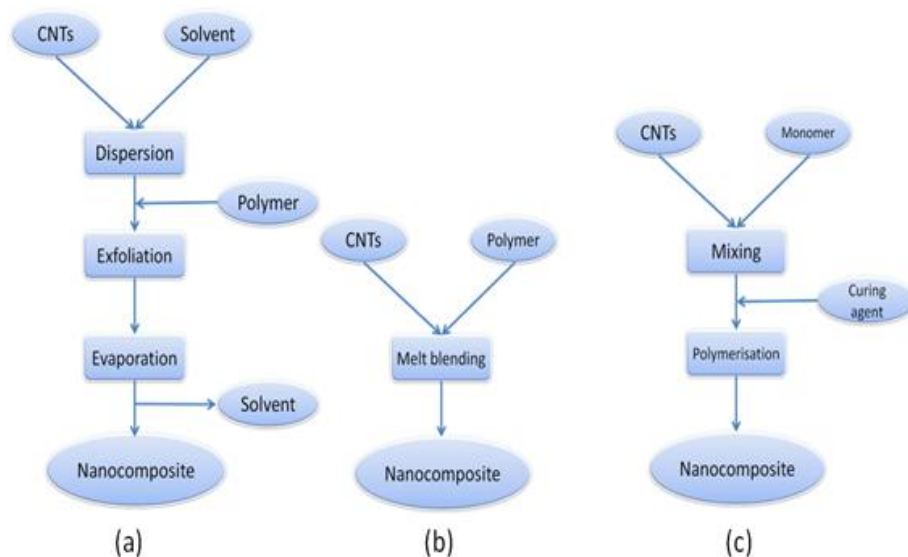 CNTs
Solvent
Dispersion
Polymer
Exfoliation
Evaporation
Solvent
Nanocomposite
(a)
CNTs
Polymer
Melt blending
Nanocomposite
(b)
CNTs
Monomer
Mixing
Curing
agent
Polymerisation
Nanocomposite
(c)